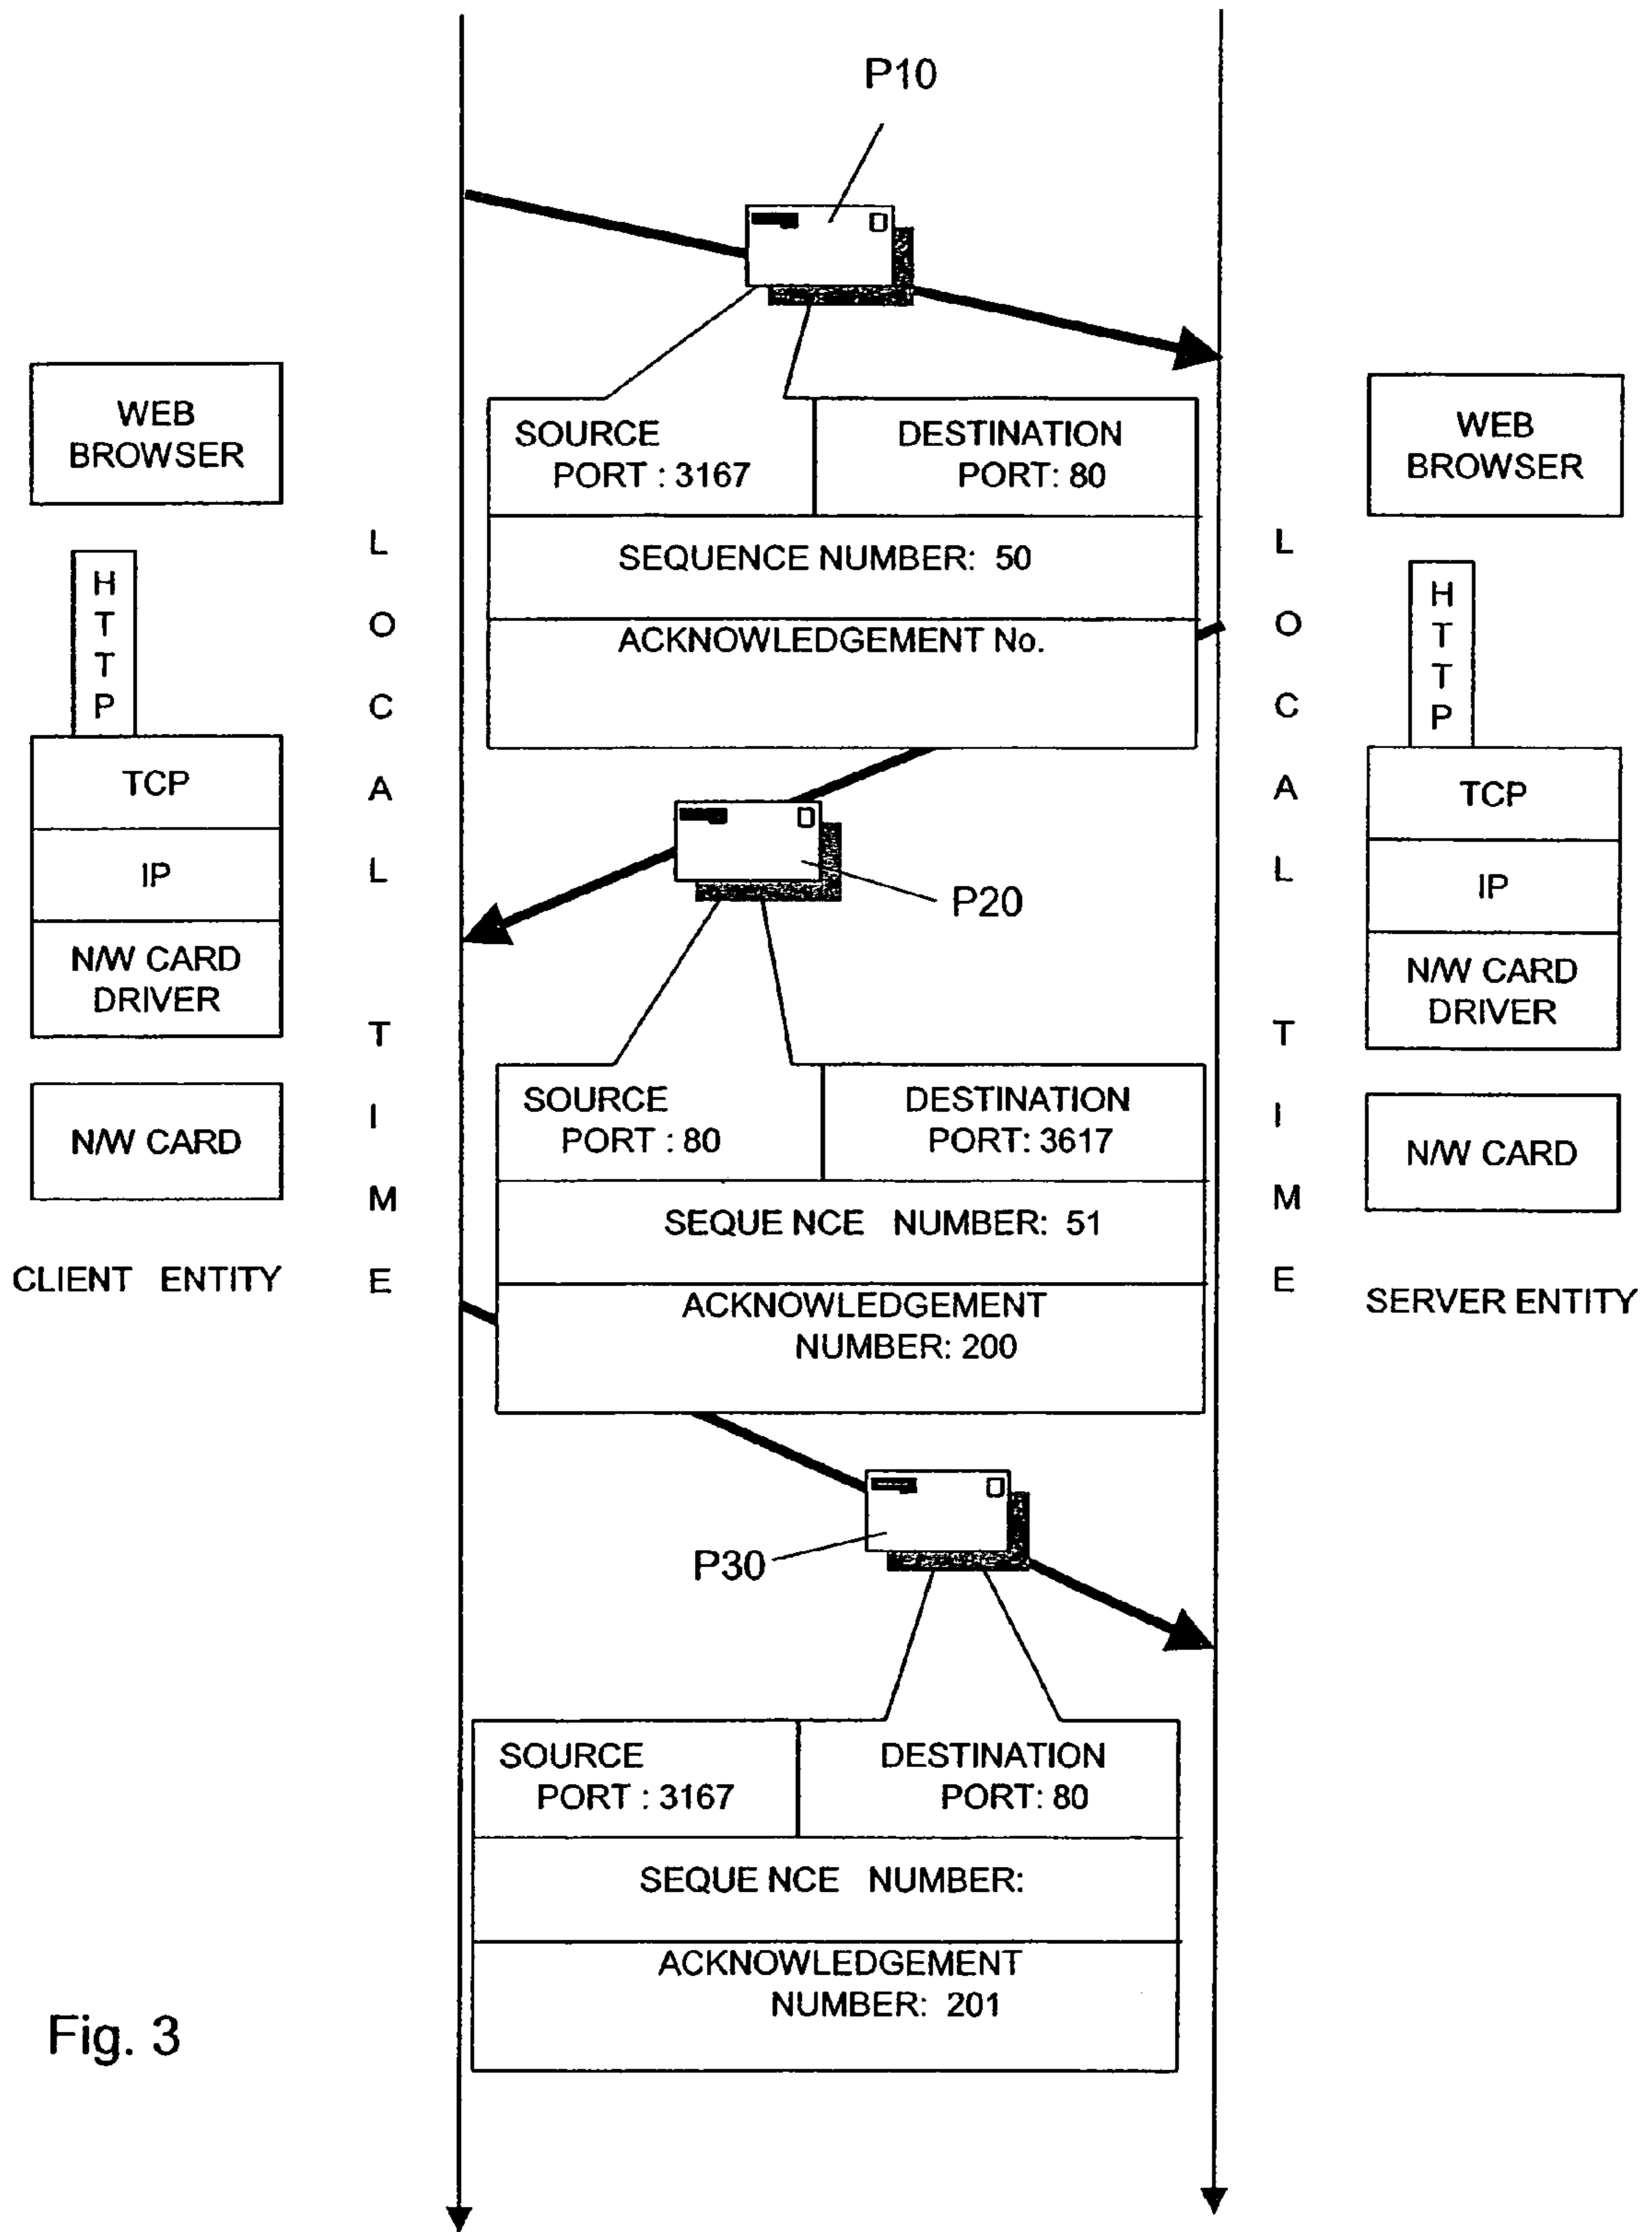 P10
WEB
BROWSER
H
T
T
P
TCP
IP
N/W CARD
DRIVER
N/W CARD
CLIENT ENTITY
L
O
C
A
L
T
I
M
E
SOURCE
PORT : 3167
DESTINATION
PORT: 80
SEQUENCE NUMBER: 50
ACKNOWLEDGEMENT No.
P20
SOURCE
PORT : 80
DESTINATION
PORT: 3617
SEQUE NCE NUMBER: 51
ACKNOWLEDGEMENT
NUMBER: 200
P30
SOURCE
PORT : 3167
DESTINATION
PORT: 80
SEQUE NCE NUMBER:
ACKNOWLEDGEMENT
NUMBER: 201
L
O
C
A
L
T
I
M
E
WEB
BROWSER
H
T
T
P
TCP
IP
N/W CARD
DRIVER
N/W CARD
SERVER ENTITY
Fig. 3